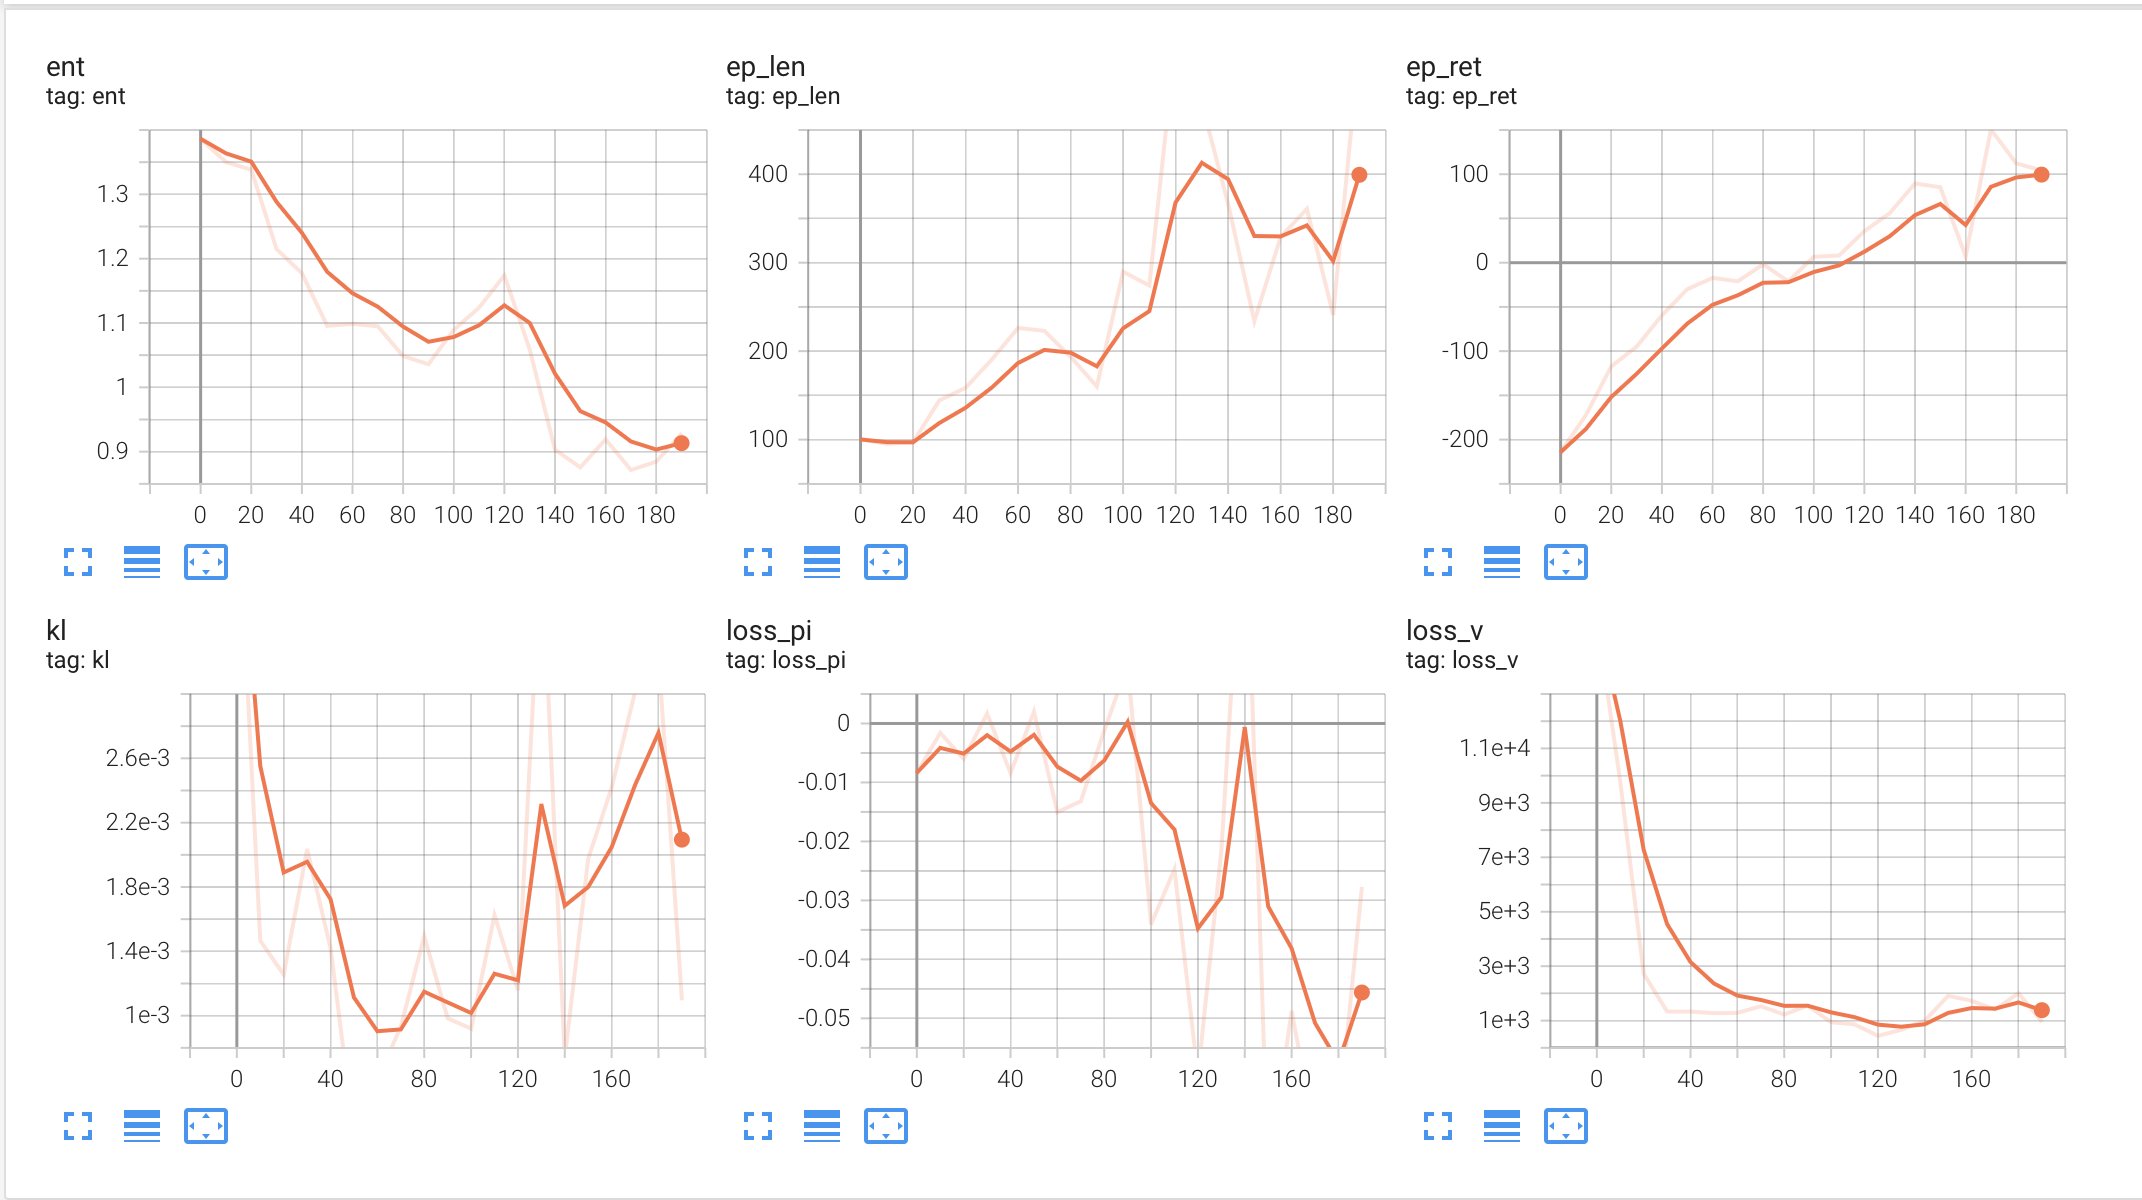 ent
tag: ent
1.3
1.2
1.1
1
0.9
0 20 40 60 80 100 120 140 160 180
ep_len
tag: ep_len
400
300
200
100
0 20 40 60 80 100 120 140 160 180
ep_ret
tag: ep_ret
100
0
-100
-200
0 20 40 60 80 100 120 140 160 180
kl
tag: kl
2.6e-3
2.2e-3
1.8e-3
1.4e-3
1e-3
0 40 80 120 160
loss_pi
tag: loss_pi
0
-0.01
-0.02
-0.03
-0.04
-0.05
0 40 80 120 160
loss_v
tag: loss_v
1.1e+4
9e+3
7e+3
5e+3
3e+3
1e+3
0 40 80 120 160